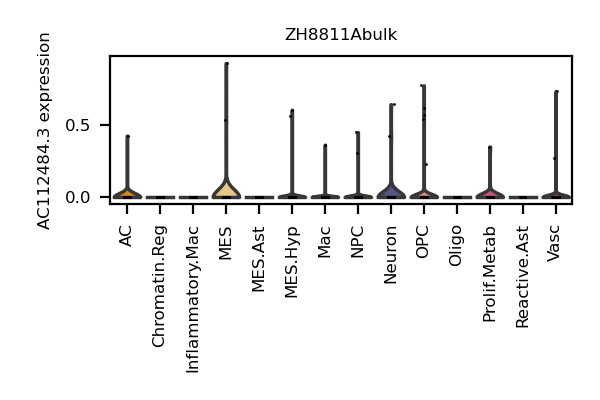 ZH8811Abulk
AC112484.3 expression
0.5
0.0
AC
Chromatin.Reg
Inflammatory.Mac
MES
MES.Ast
MES.Hyp
Mac
NPC
Neuron
OPC
Oligo
Prolif.Metab
Reactive.Ast
Vasc